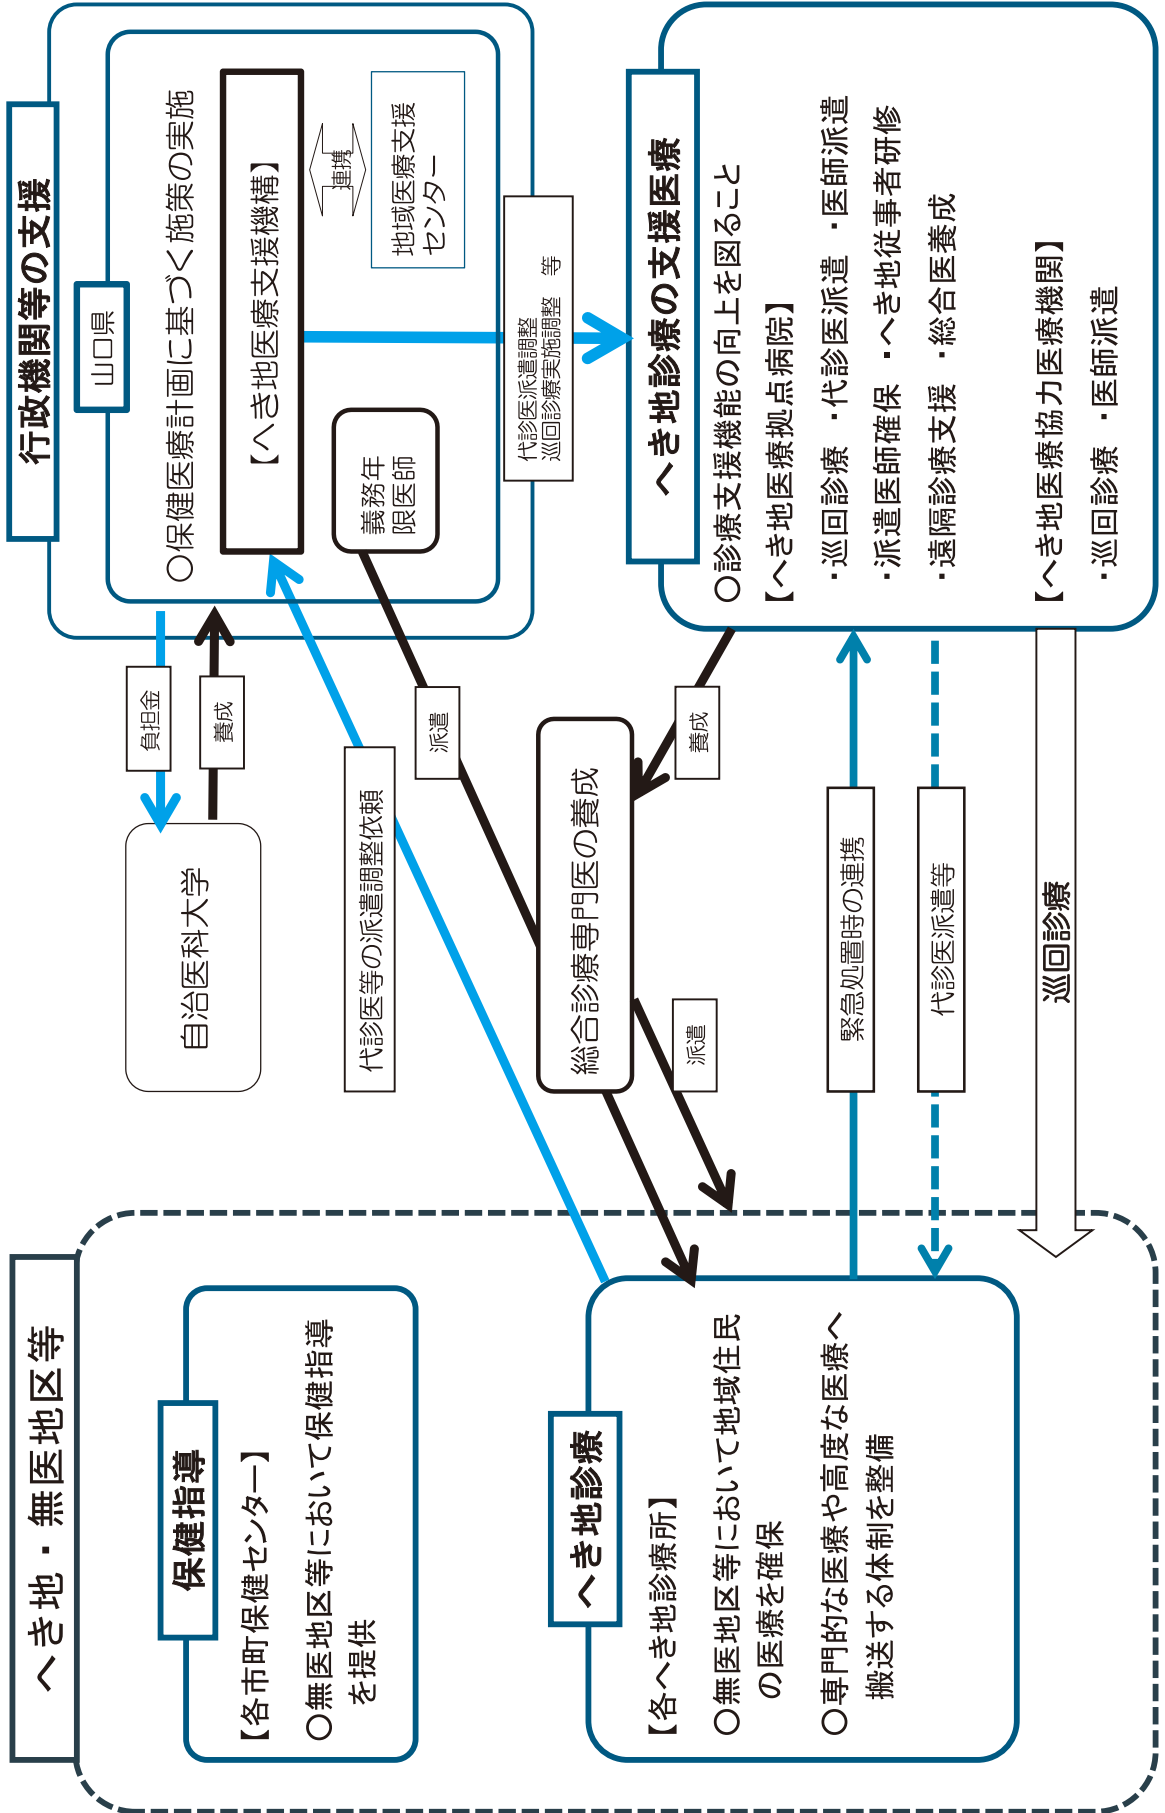 へき地・無医地区等
保健指導
【各市町保健センター】
○無医地区等において保健指導
を提供
へき地診療
【各へき地診療所】
○無医地区等において地域住民
の医療を確保
○専門的な医療や高度な医療へ
搬送する体制を整備
自治医科大学
負担金
養成
代診医等の派遣調整依頼
派遣
総合診療専門医の養成
養成
派遣
緊急処置時の連携
代診医派遣等
巡回診療
行政機関等の支援
山口県
○保健医療計画に基づく施策の実施
【へき地医療支援機構】
連携
地域医療支援
センター
義務年
限医師
代診医派遣調整
巡回診療実施調整 等
へき地診療の支援医療
○診療支援機能の向上を図ること
【へき地医療拠点病院】
・巡回診療 ・代診医派遣 ・医師派遣
・派遣医師確保 ・へき地従事者研修
・遠隔診療支援 ・総合医養成
【へき地医療協力医療機関】
・巡回診療 ・医師派遣